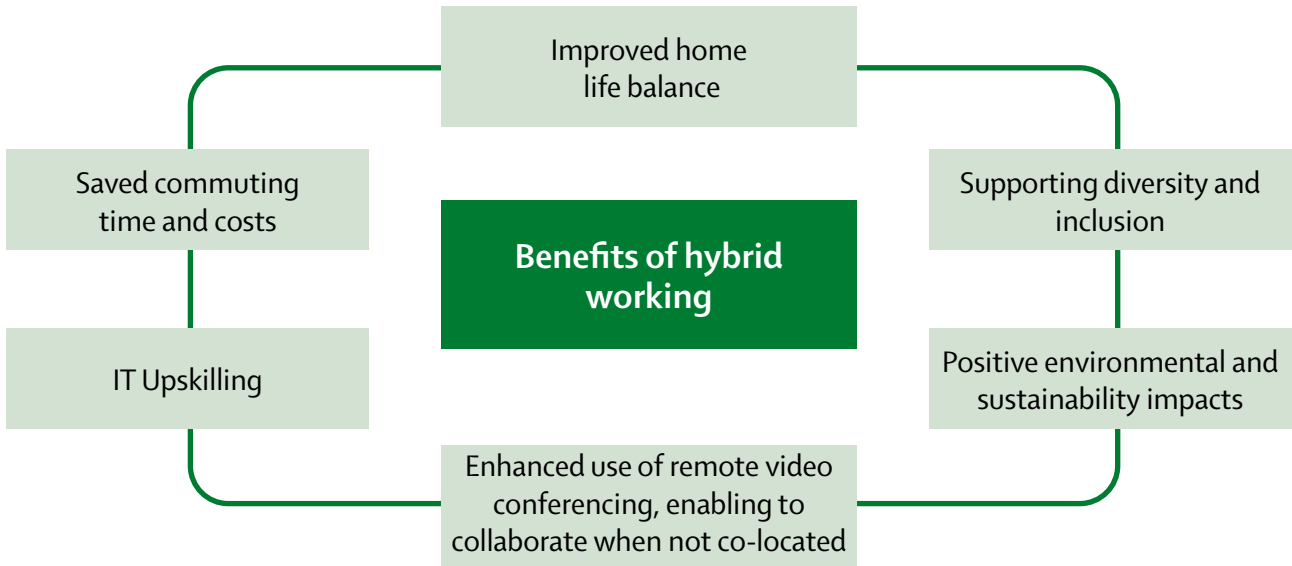 Improved home
life balance
Saved commuting
time and costs
Supporting diversity and
inclusion
Benefits of hybrid
working
IT Upskilling
Positive environmental and
sustainability impacts
Enhanced use of remote video
conferencing, enabling to
collaborate when not co-located